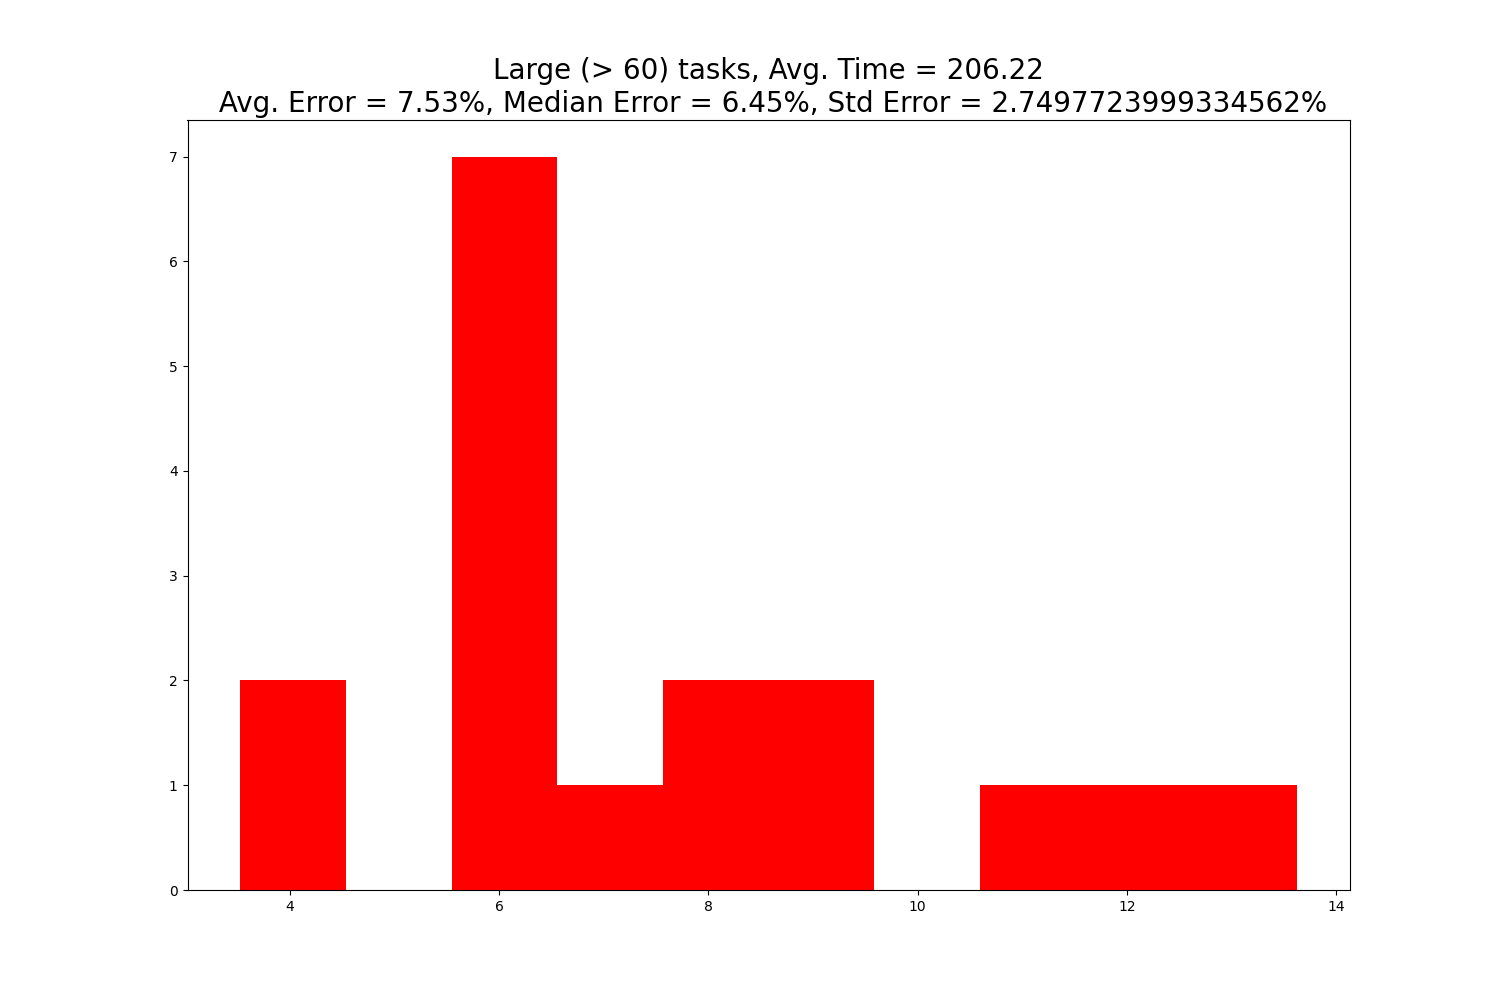 Large (> 60) tasks, Avg. Time = 206.22
Avg. Error = 7.53%, Median Error = 6.45%, Std Error = 2.7497723999334562%
7
6
5
4
3
2
1
0
4 6 8 10 12 14